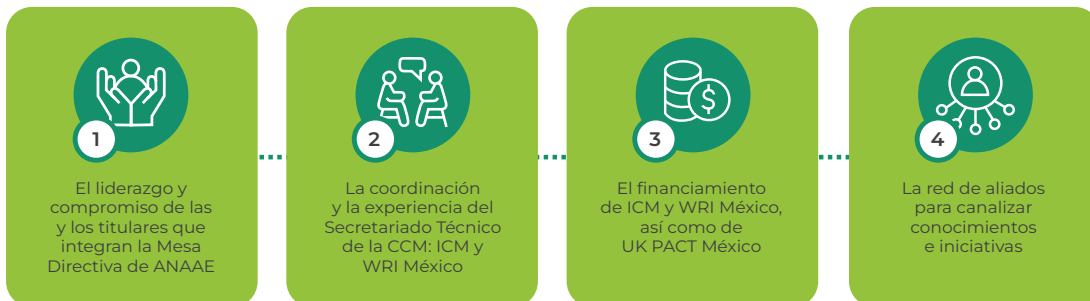 1
El liderazgo y
compromiso de las
y los titulares que
integran la Mesa
Directiva de ANAAE
2
La coordinación
y la experiencia del
Secretariado Técnico
de la CCM: ICM y
WRI México
3
$
El financiamiento
de ICM y WRI México,
así como de
UK PACT México
4
La red de aliados
para canalizar
conocimientos
e iniciativas